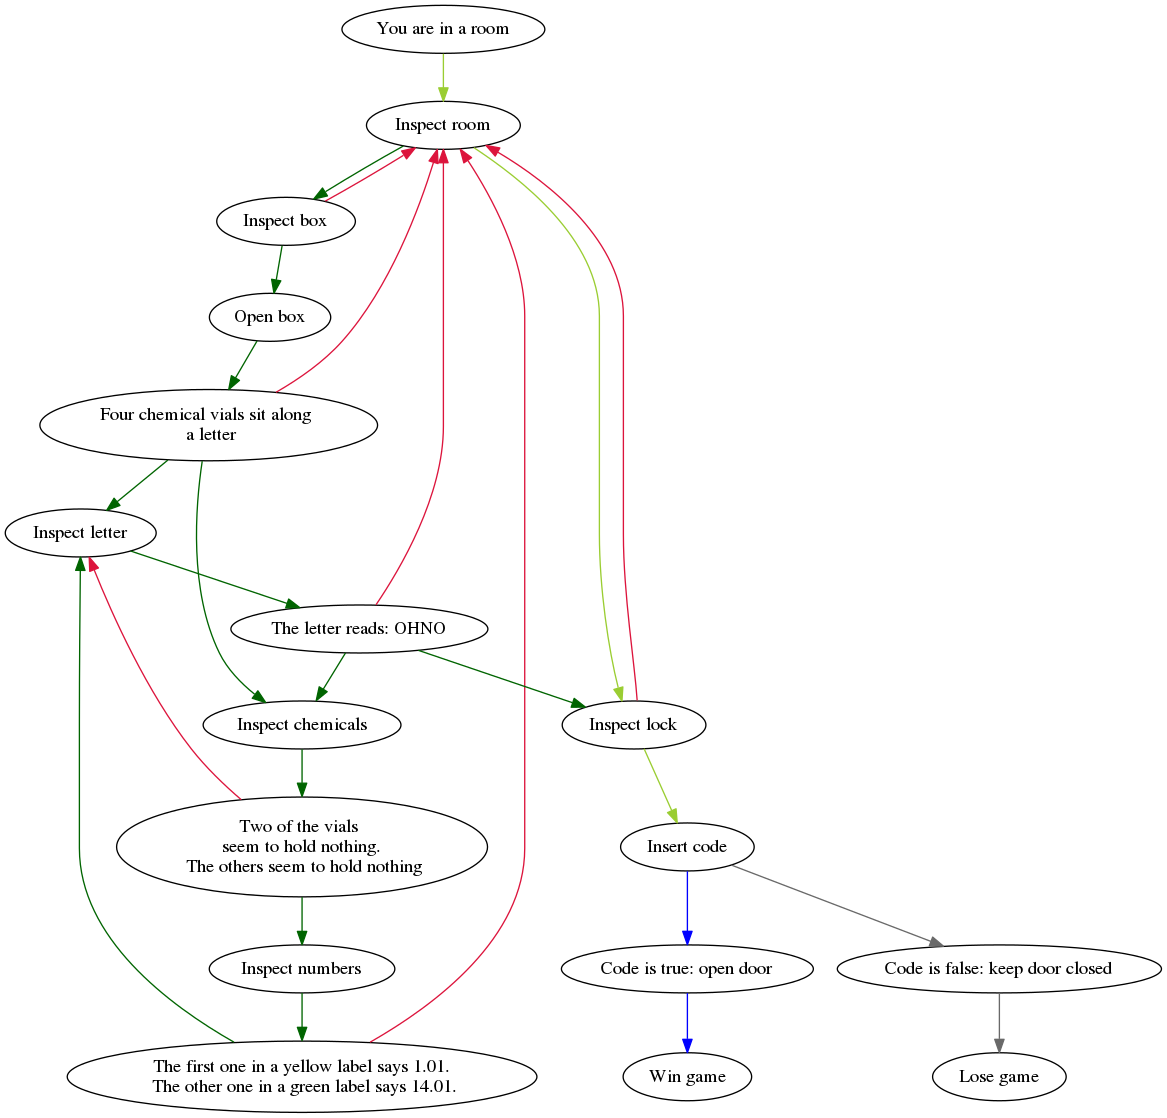 You are in a room
Inspect room
Inspect box
Open box
Four chemical vials sit along
a letter
Inspect letter
The letter reads: OHNO
Inspect chemicals
Inspect lock
Two of the vials
seem to hold nothing.
The others seem to hold nothing
Insert code
Inspect numbers
Code is true: open door
Code is false: keep door closed
The first one in a yellow label says 1.01.
The other one in a green label says 14.01.
Win game
Lose game